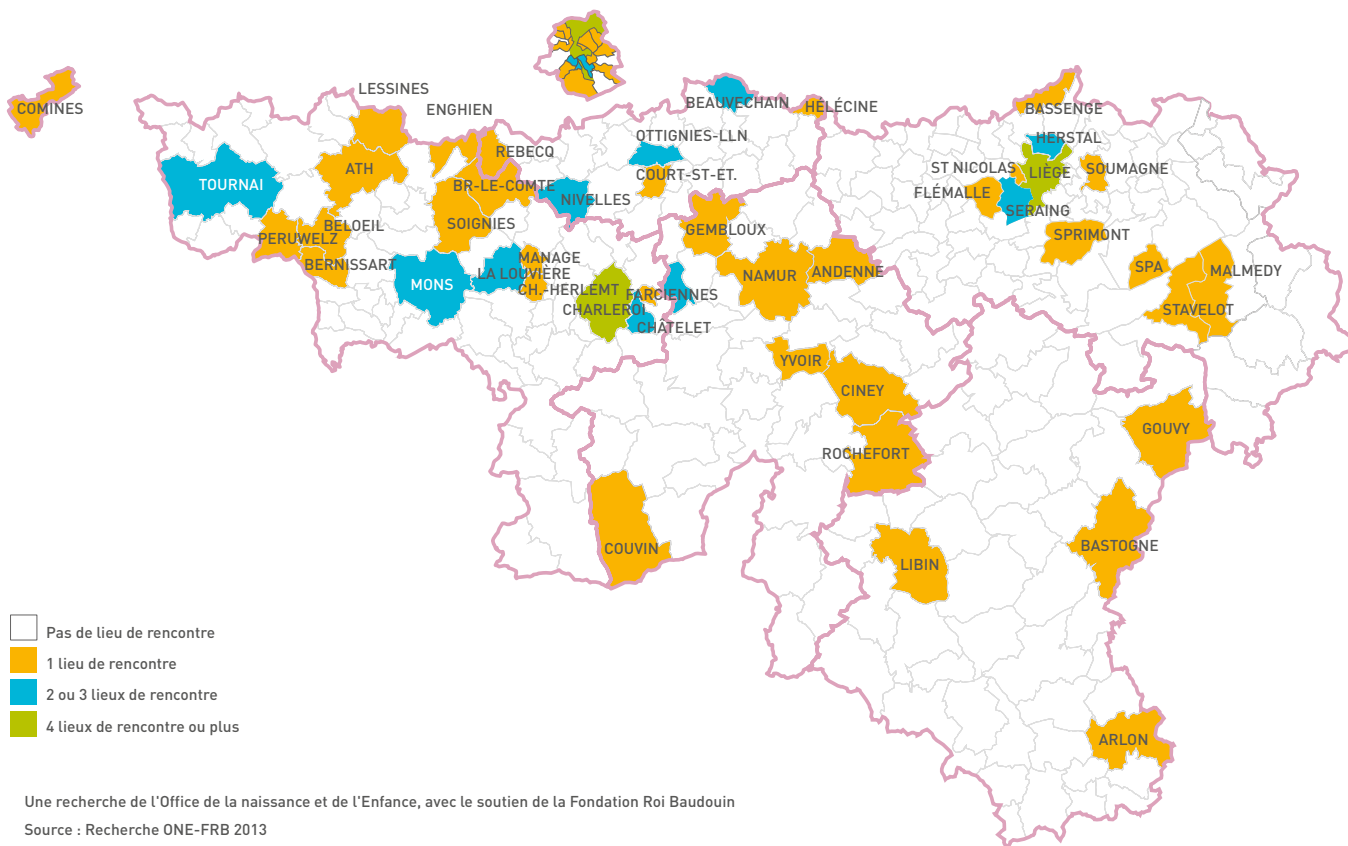 LESSINES
COMINES
ENGHIEN
BEAUVECHAIN
HÉLÉCINE
BASSENGE
OTTIGNIES-LLN
HERSTAL
REBECQ
ATH
COURT-ST-ET.
ST NICOLAS
LIÈGE
SOUMAGNE
TOURNAI
BR-LE-COMTE
NIVELLES
FLÉMALLE
SERAING
BELOEIL
SOIGNIES
GEMBLOUX
SPRIMONT
PERUWELZ
BERNISSART
MANAGE
LA LOUVIÈRE
NAMUR
ANDENNE
SPA
MALMEDY
MONS
CH.-HERLEMT
FARCIENNES
CHARLEROI
STAVELOT
CHÂTELET
YVOIR
CINEY
GOUVY
ROCHEFORT
COUVIN
BASTOGNE
LIBIN
Pas de lieu de rencontre
1 lieu de rencontre
2 ou 3 lieux de rencontre
4 lieux de rencontre ou plus
ARLON
Une recherche de l'Office de la naissance et de l'Enfance, avec le soutien de la Fondation Roi Baudouin
Source : Recherche ONE-FRB 2013